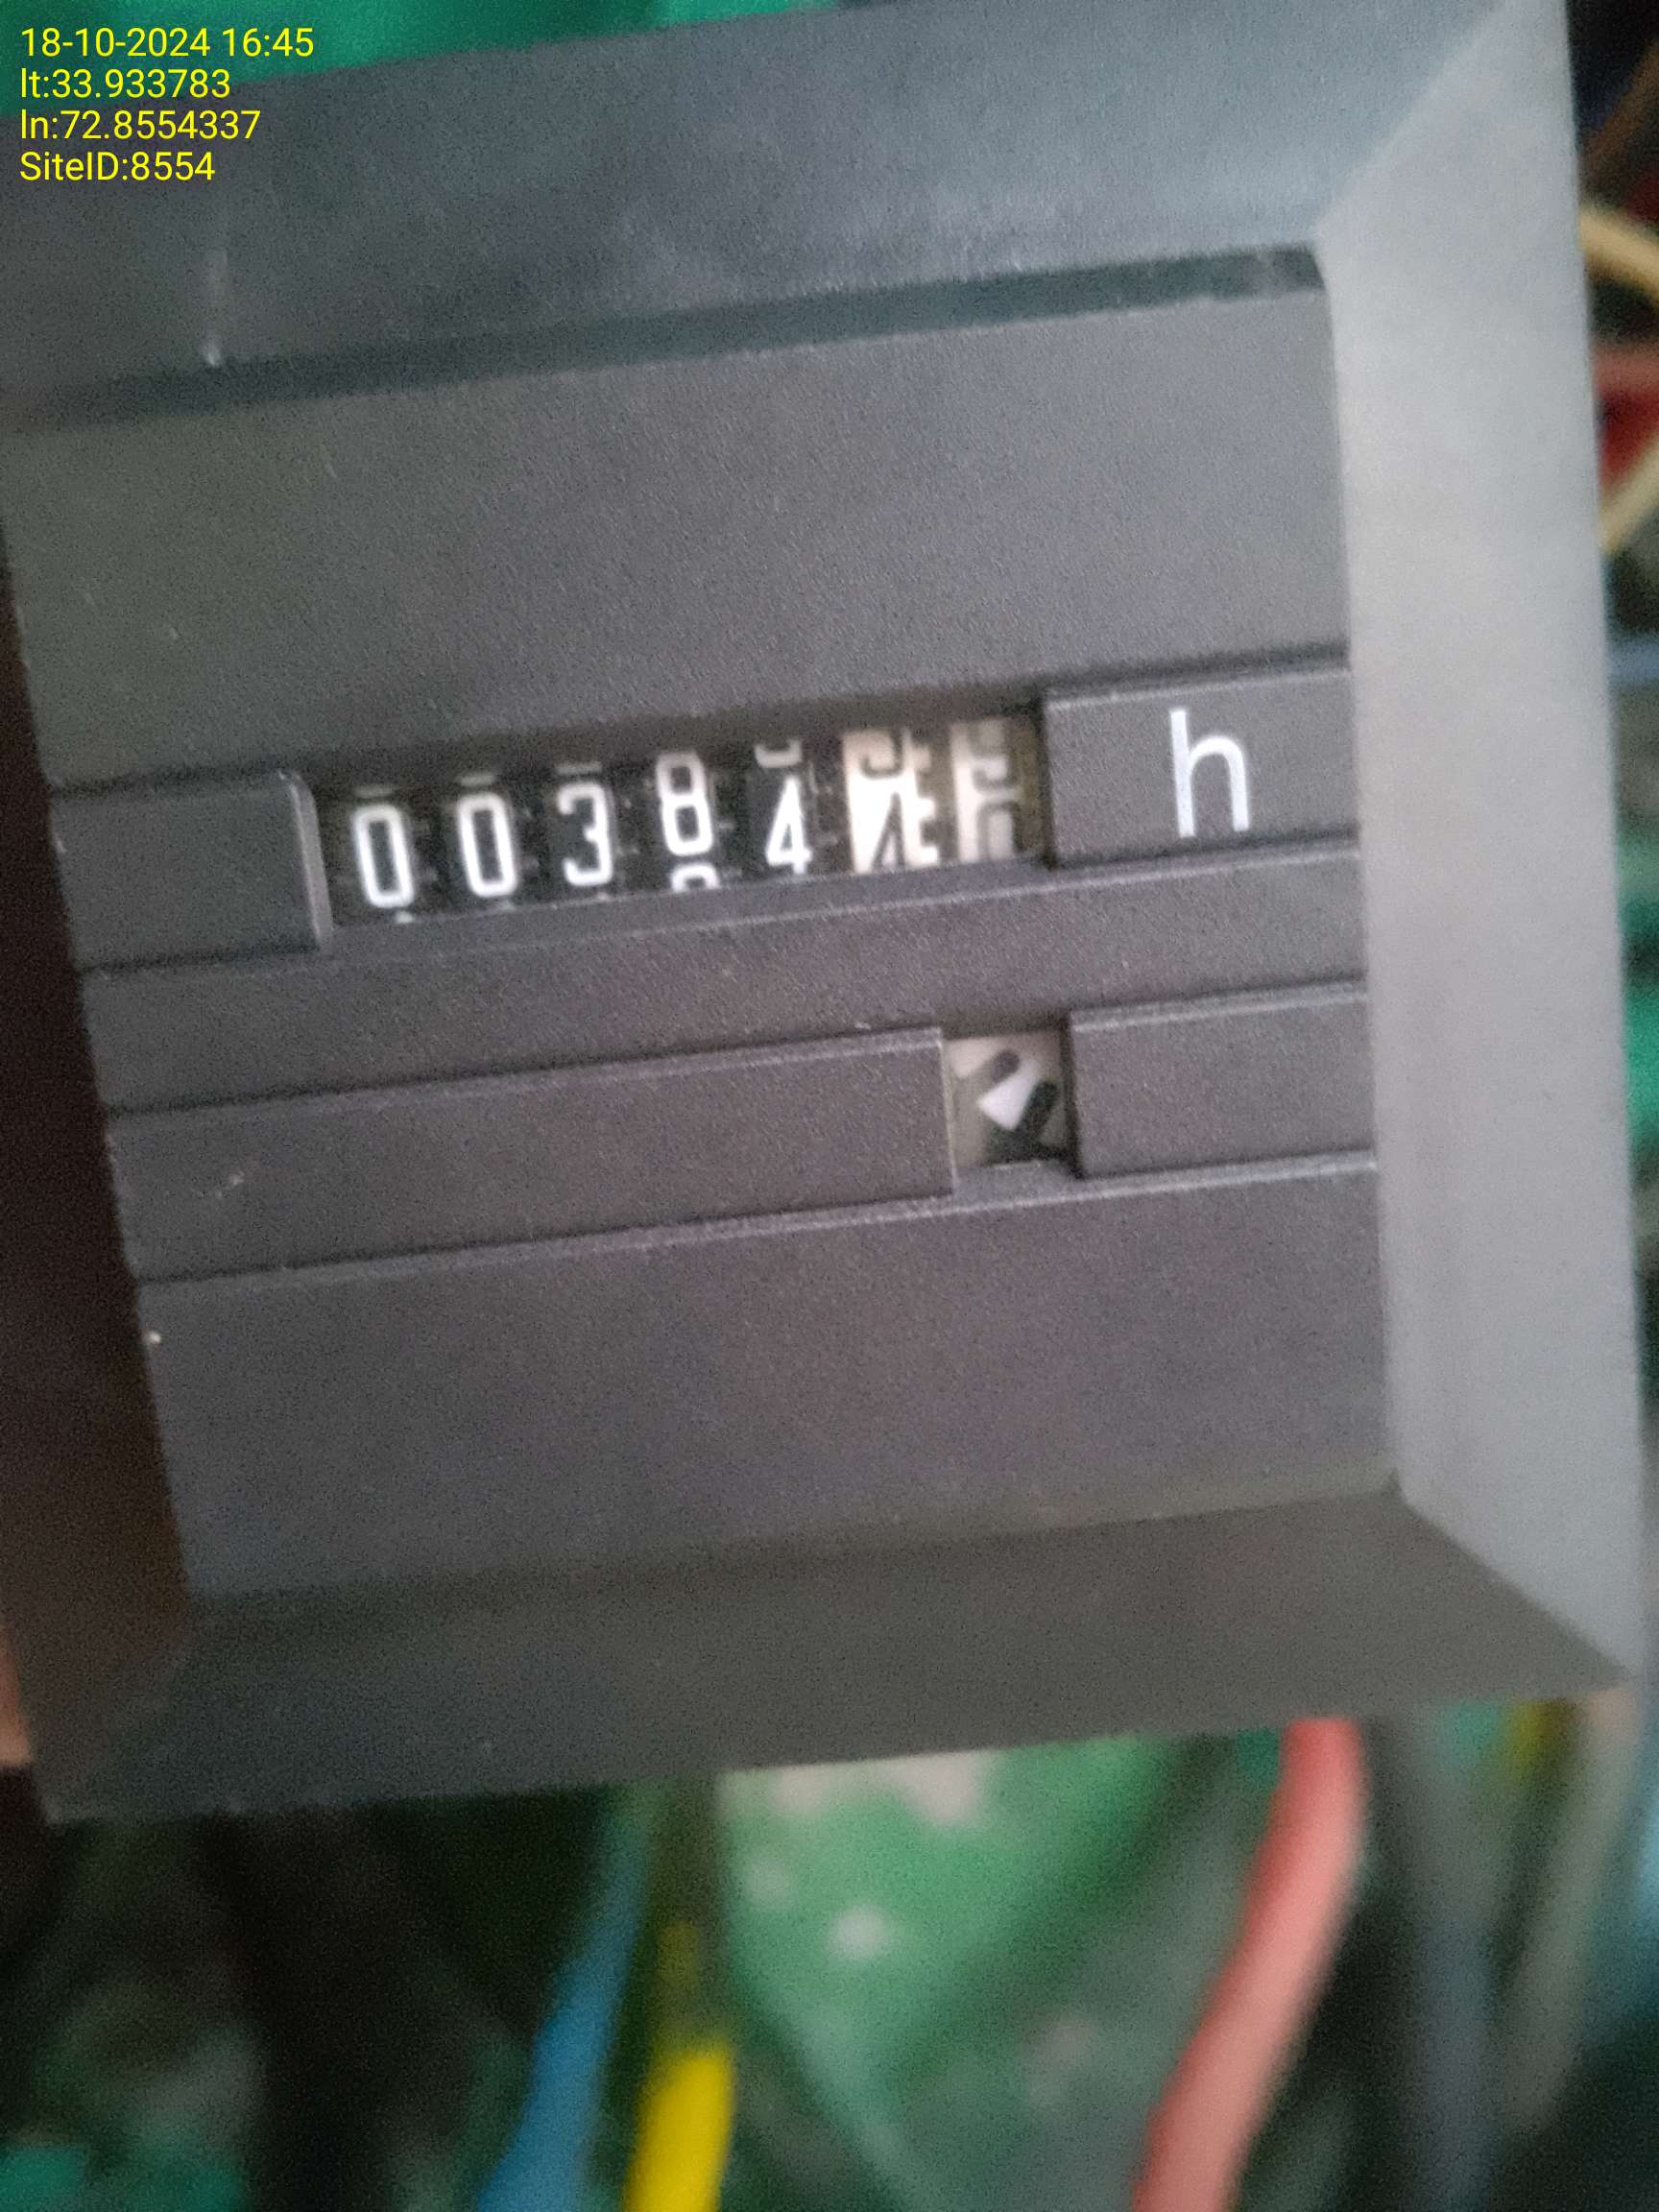 18-10-2024 16:45
lt:33.933783
ln:72.8554337
SiteID:8554
00384
h